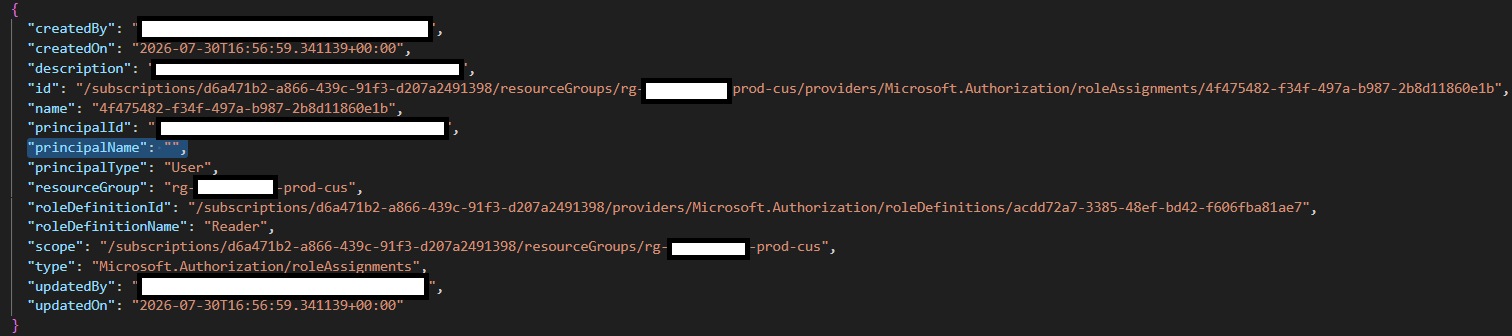 {
"createdBy": "",
"createdOn": "2026-07-30T16:56:59.341139+00:00",
"description": "",
"id": "/subscriptions/d6a471b2-a866-439c-91f3-d207a2491398/resourceGroups/rg-prod-cus/providers/Microsoft.Authorization/roleAssignments/4f475482-f34f-497a-b987-2b8d11860e1b",
"name": "4f475482-f34f-497a-b987-2b8d11860e1b",
"principalId": "",
"principalName": "",
"principalType": "User",
"resourceGroup": "rg--prod-cus",
"roleDefinitionId": "/subscriptions/d6a471b2-a866-439c-91f3-d207a2491398/providers/Microsoft.Authorization/roleDefinitions/acdd72a7-3385-48ef-bd42-f606fba81ae7",
"roleDefinitionName": "Reader",
"scope": "/subscriptions/d6a471b2-a866-439c-91f3-d207a2491398/resourceGroups/rg--prod-cus",
"type": "Microsoft.Authorization/roleAssignments",
"updatedBy": "",
"updatedOn": "2026-07-30T16:56:59.341139+00:00"
}